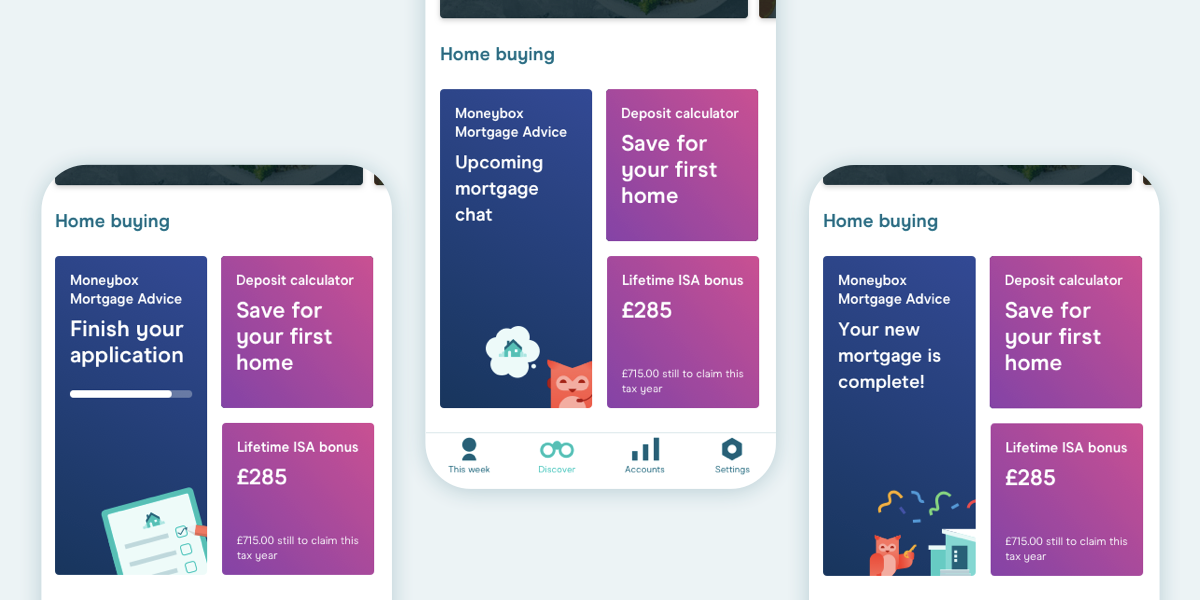 Home buying
Moneybox
Mortgage Advice
Finish your
application
Deposit calculator
Save for
your first
home
Lifetime ISA bonus
£285
£715.00 still to claim this
tax year
Home buying
Moneybox
Mortgage Advice
Upcoming
mortgage
chat
Deposit calculator
Save for
your first
home
Lifetime ISA bonus
£285
£715.00 still to claim this
tax year
This week
Discover
Accounts
Settings
Home buying
Moneybox
Mortgage Advice
Your new
mortgage is
complete!
Deposit calculator
Save for
your first
home
Lifetime ISA bonus
£285
£715.00 still to claim this
tax year